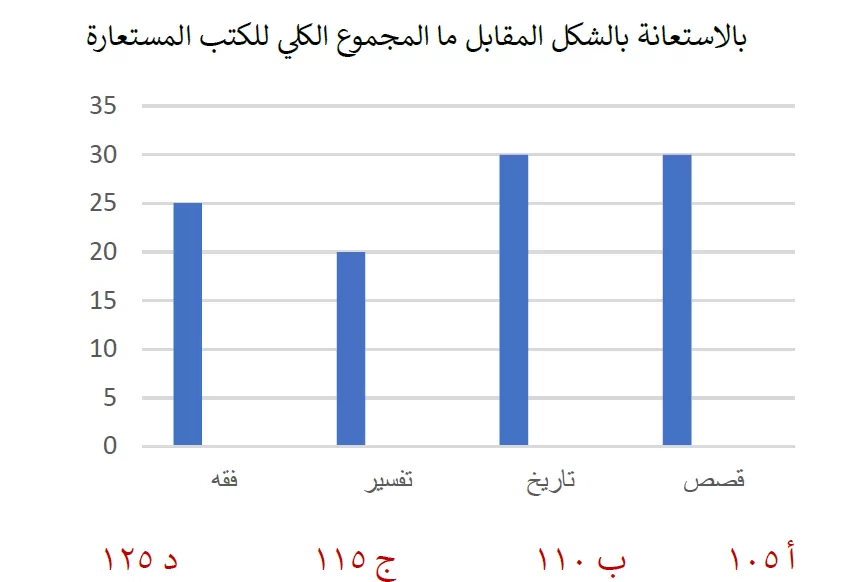 بالاستعانة بالشكل المقابل ما المجموع الكلي للكتب المستعارة
35
30
25
20
15
10
5
0
قصص تاريخ تفسير فقه
أ ١٠٥ ب ١١٠ ج ١١٥ د ١٢٥